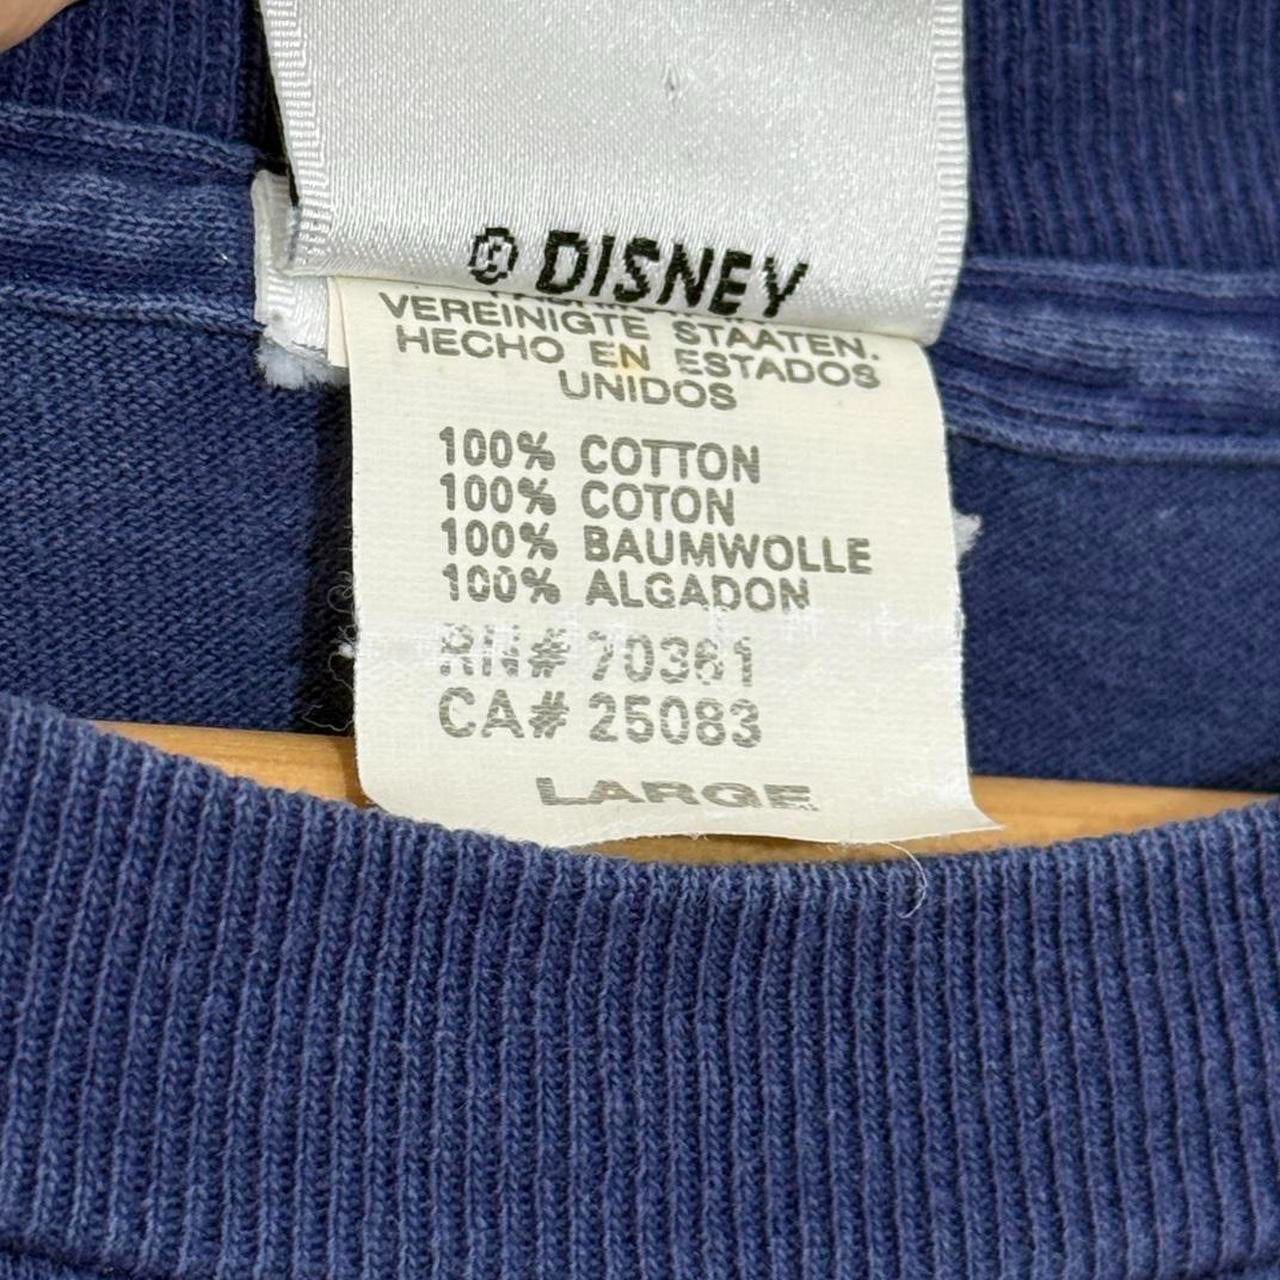 © DISNEY
VEREINIGTE STAATEN.
HECHO EN ESTADOS
UNIDOS
100% COTTON
100% COTON
100% BAUMWOLLE
100% ALGADON
RN# 70381
CA# 25083
LARGE